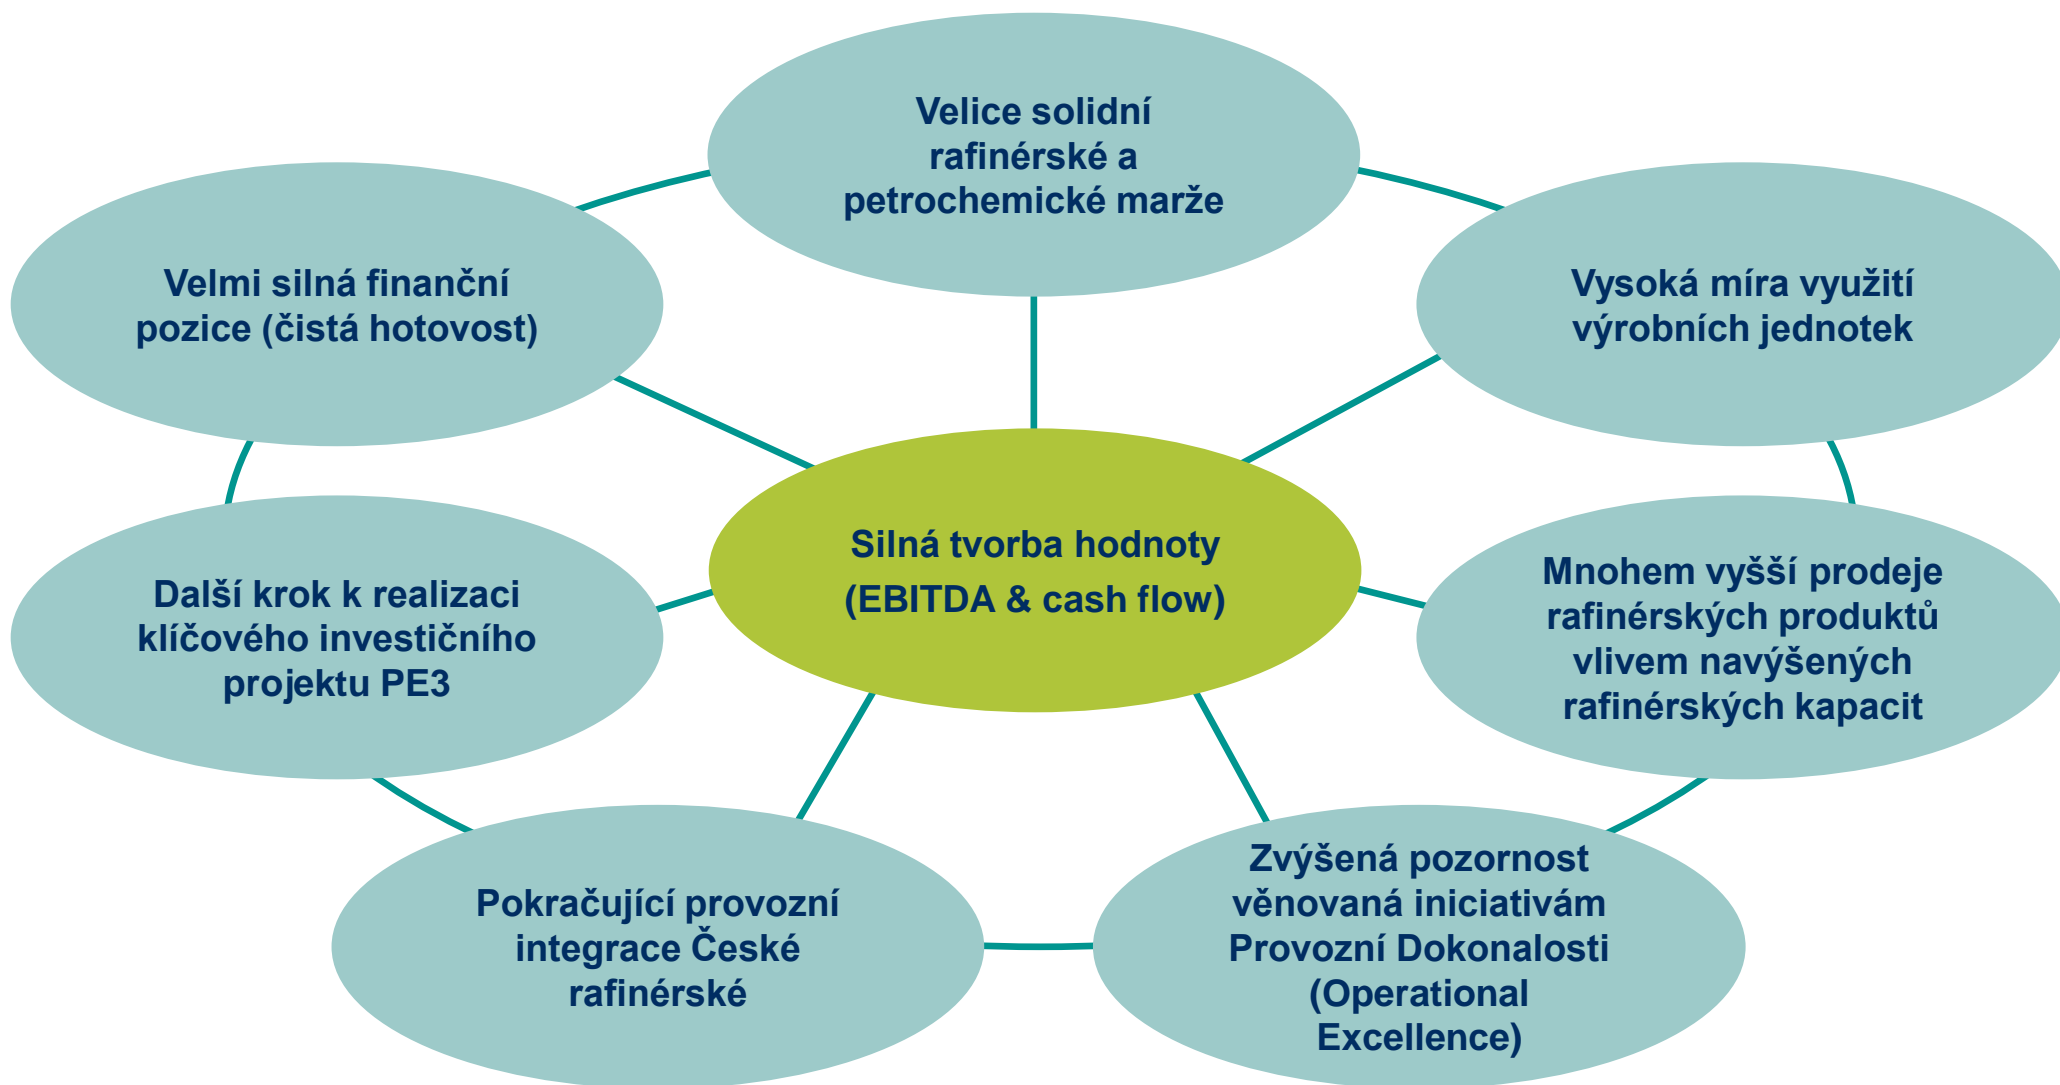 Velice solidní
rafinérské a
petrochemické marže
Velmi silná finanční
pozice (čistá hotovost)
Vysoká míra využití
výrobních jednotek
Silná tvorba hodnoty
(EBITDA & cash flow)
Další krok k realizaci
klíčového investičního
projektu PE3
Mnohem vyšší prodeje
rafinérských produktů
vlivem navýšených
rafinérských kapacit
Pokračující provozní
integrace České
rafinérské
Zvýšená pozornost
věnovaná iniciativám
Provozní Dokonalosti
(Operational
Excellence)